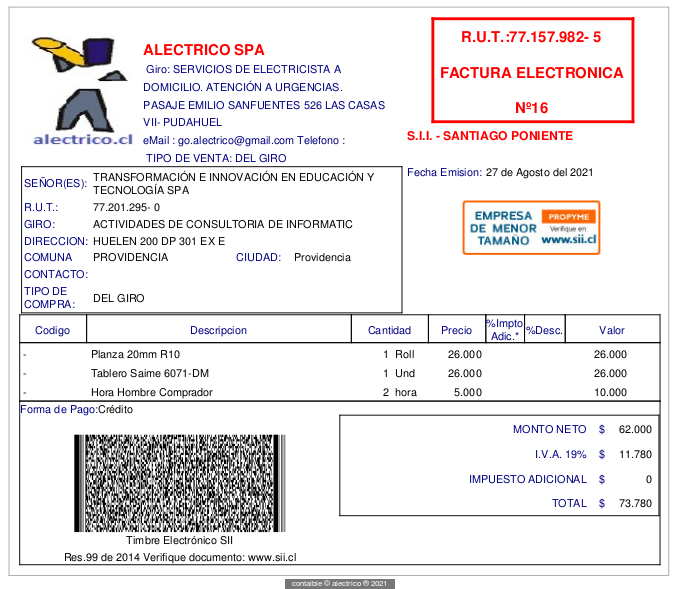 alectrico.cl
ALECTRICO SPA
Giro: SERVICIOS DE ELECTRICISTA A
DOMICILIO. ATENCIÓN A URGENCIAS.
PASAJE EMILIO SANFUENTES 526 LAS CASAS
VII- PUDAHUEL
eMail : go.alectrico@gmail.com Telefono :
TIPO DE VENTA: DEL GIRO
R.U.T.:77.157.982- 5
FACTURA ELECTRONICA
Nº16
S.I.I. - SANTIAGO PONIENTE
Fecha Emision: 27 de Agosto del 2021
EMPRESA DE MENOR TAMAÑO
PROPYME
Verifique en
www.sii.cl
SEÑOR(ES): TRANSFORMACIÓN E INNOVACIÓN EN EDUCACIÓN Y
TECNOLOGÍA SPA
R.U.T.: 77.201.295- 0
GIRO: ACTIVIDADES DE CONSULTORIA DE INFORMATIC
DIRECCION: HUELEN 200 DP 301 EX E
COMUNA PROVIDENCIA CIUDAD: Providencia
CONTACTO:
TIPO DE COMPRA: DEL GIRO
Codigo Descripcion Cantidad Precio %Impto Adic.* %Desc. Valor
- Planza 20mm R10 1 Roll 26.000 26.000
- Tablero Saime 6071-DM 1 Und 26.000 26.000
- Hora Hombre Comprador 2 hora 5.000 10.000
Forma de Pago:Crédito
MONTO NETO $ 62.000
I.V.A. 19% $ 11.780
IMPUESTO ADICIONAL $ 0
TOTAL $ 73.780
Timbre Electrónico SII
Res.99 de 2014 Verifique documento: www.sii.cl
contaible © alectrico ® 2021